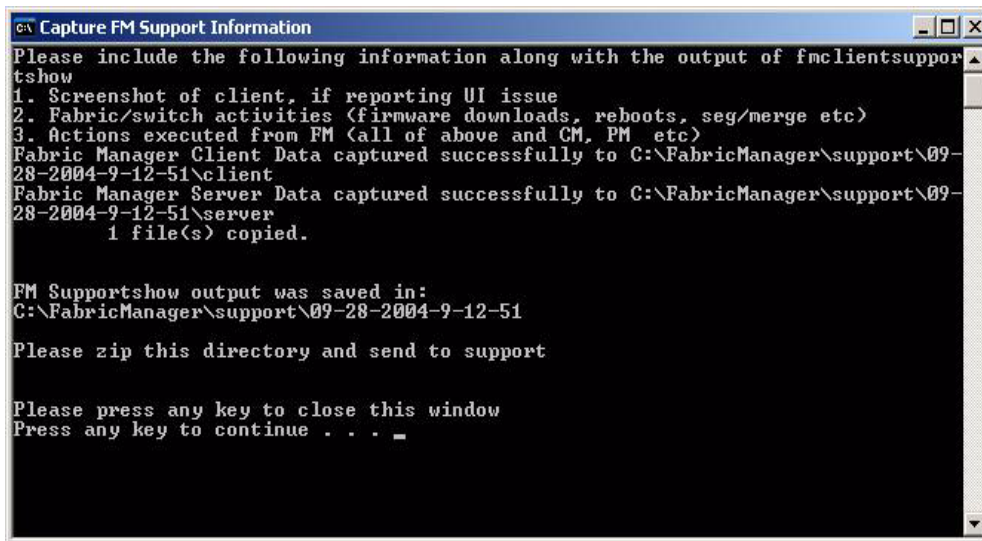 Capture FM Support Information
Please include the following information along with the output of fmclientsuppor
tshow
1. Screenshot of client, if reporting UI issue
2. Fabric/switch activities (firmware downloads, reboots, seg/merge etc)
3. Actions executed from FM (all of above and CM, PM  etc)
Fabric Manager Client Data captured successfully to C:\FabricManager\support\09-
28-2004-9-12-51\client
Fabric Manager Server Data captured successfully to C:\FabricManager\support\09-
28-2004-9-12-51\server
1 file(s) copied.
FM Supportshow output was saved in:
C:\FabricManager\support\09-28-2004-9-12-51
Please zip this directory and send to support
Please press any key to close this window
Press any key to continue . . . _